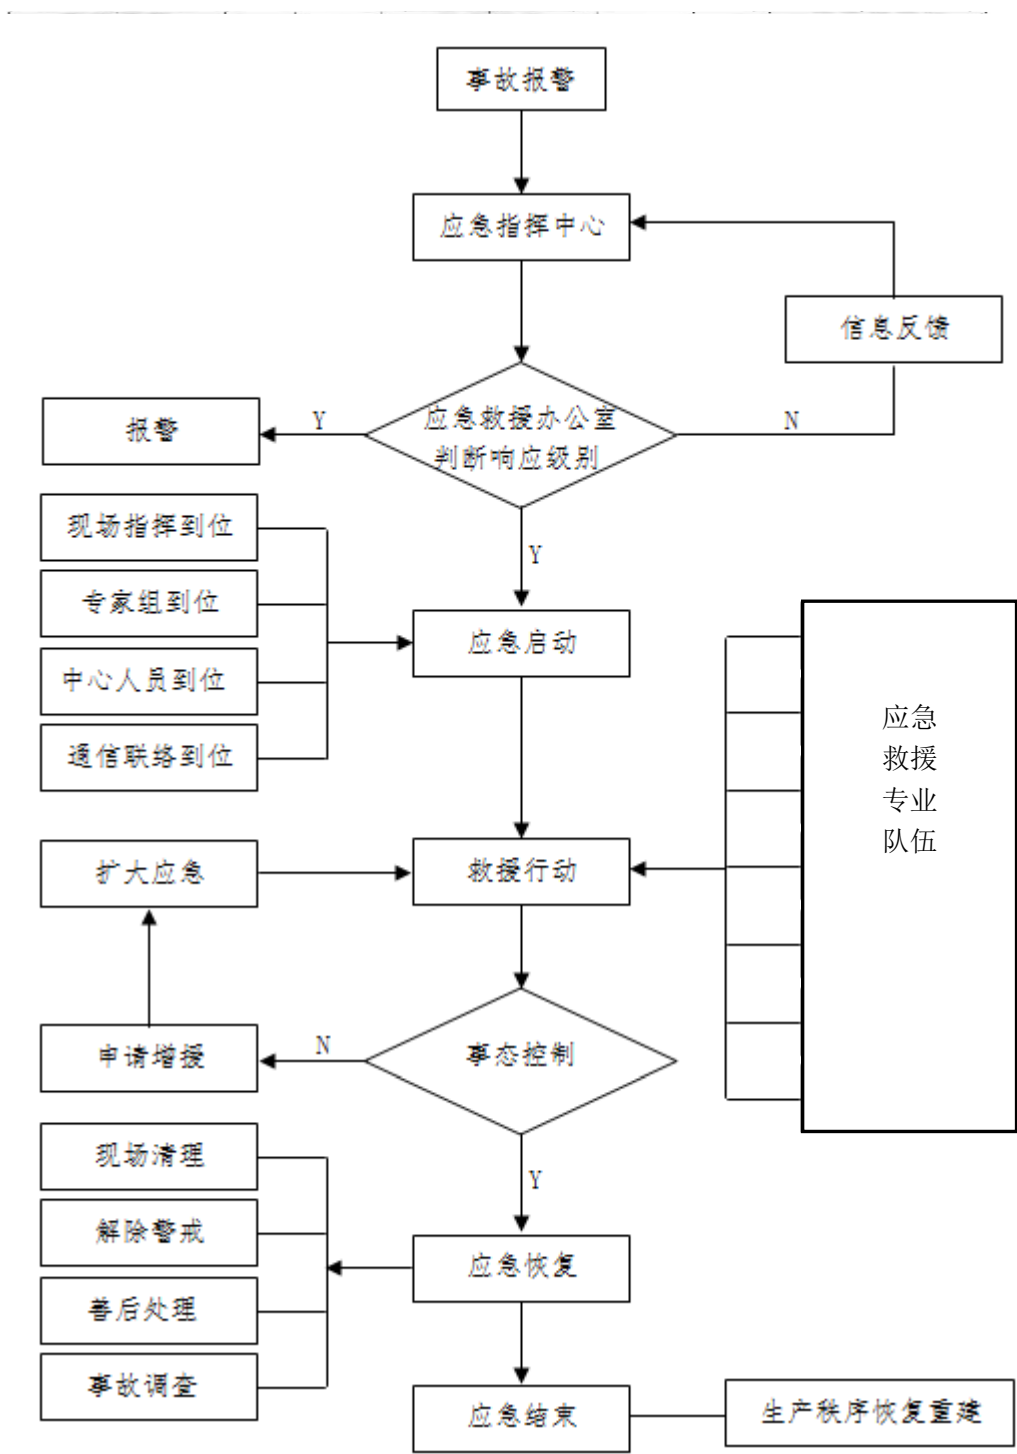 事故报警
应急指挥中心
信息反馈
报警
Y
应急救援办公室
判断响应级别
N
现场指挥到位
Y
专家组到位
应急启动
中心人员到位
通信联络到位
应急
救援
专业
队伍
扩大应急
救援行动
申请增援
N
事态控制
现场清理
Y
解除警戒
应急恢复
善后处理
事故调查
应急结束
生产秩序恢复重建